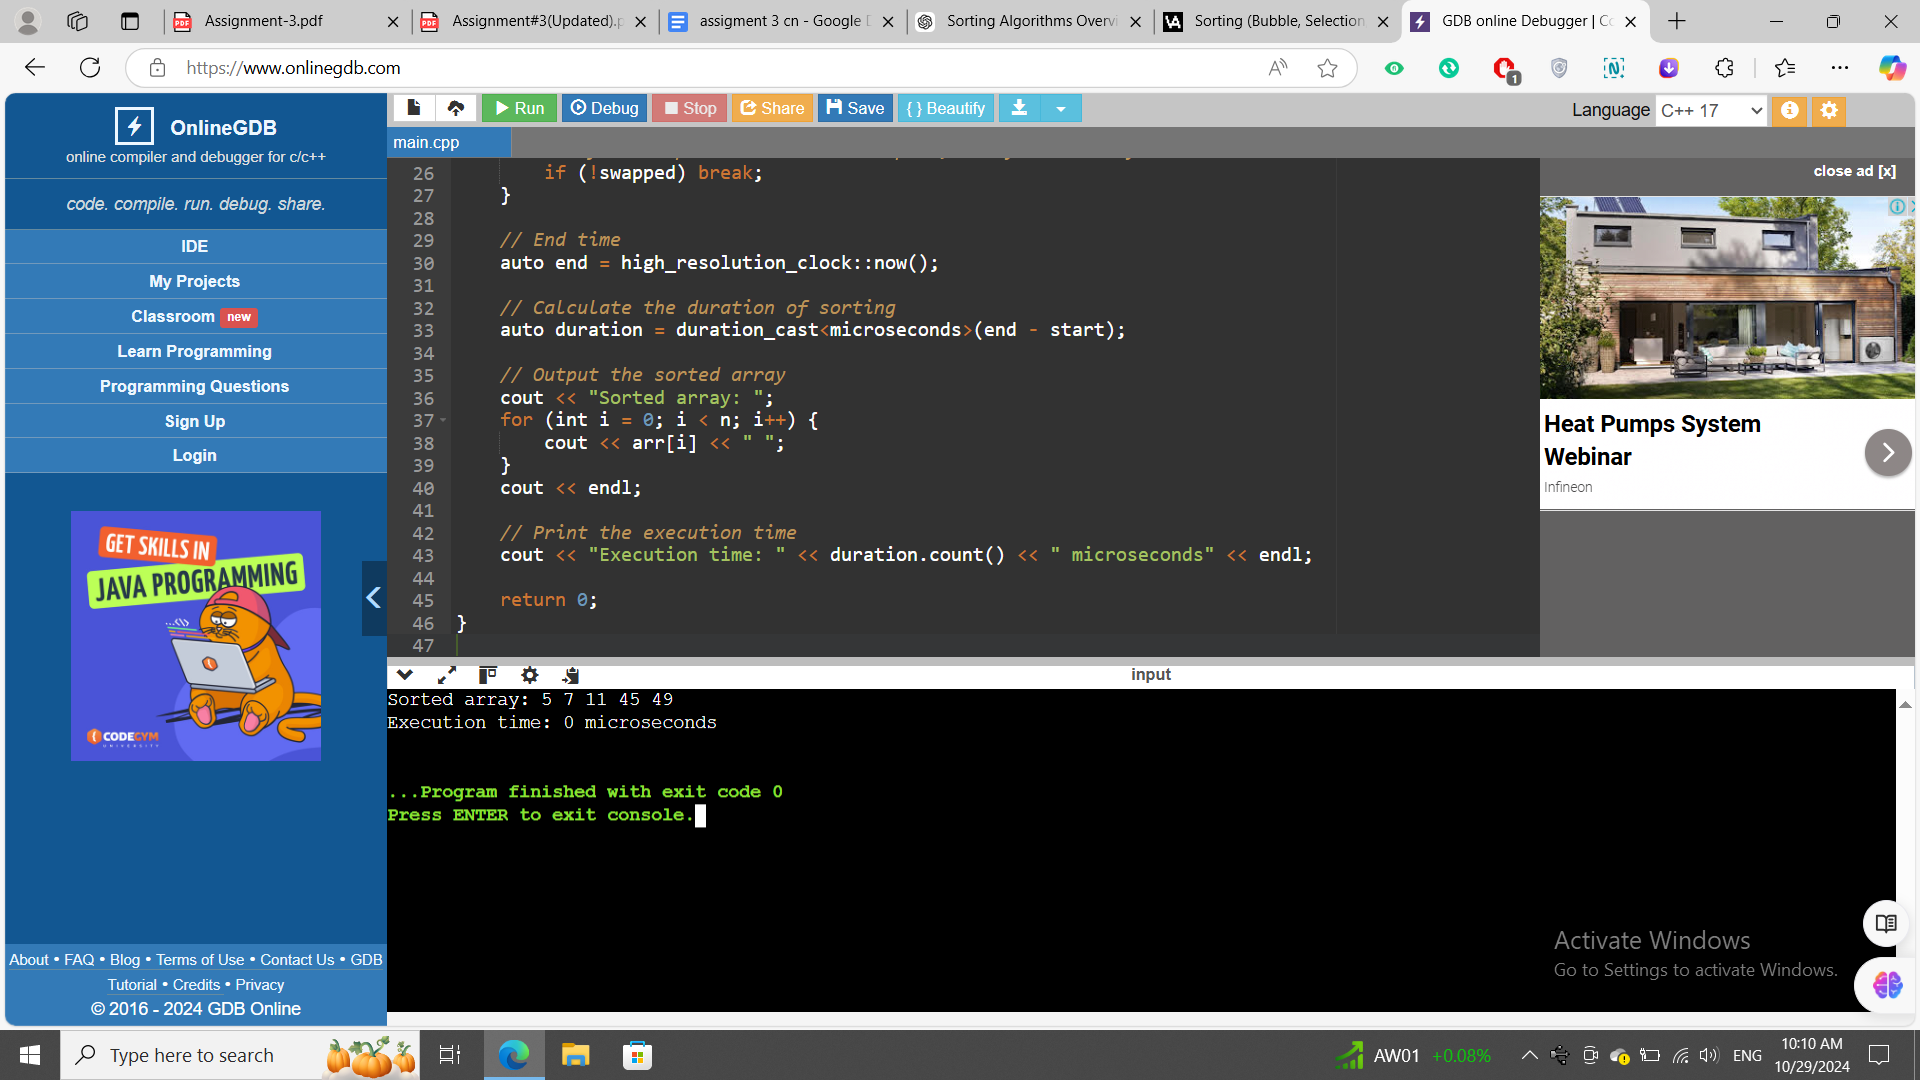 Assignment-3.pdf
Assignment#3(Updated).p
assigment 3 cn - Google D
Sorting Algorithms Overvi
Sorting (Bubble, Selection
GDB online Debugger | Co
https://www.onlinegdb.com
1
OnlineGDB
online compiler and debugger for c/c++
code. compile. run. debug. share.
IDE
My Projects
Classroom new
Learn Programming
Programming Questions
Sign Up
Login
GET SKILLS IN
JAVA PROGRAMMING
CODEGYM
UNIVERSITY
About • FAQ • Blog • Terms of Use • Contact Us • GDB
Tutorial • Credits • Privacy
© 2016 - 2024 GDB Online
Run
Debug
Stop
Share
Save
{ } Beautify
Language C++ 17
main.cpp
26 if (!swapped) break;
27 }
28
29 // End time
30 auto end = high_resolution_clock::now();
31
32 // Calculate the duration of sorting
33 auto duration = duration_cast<microseconds>(end - start);
34
35 // Output the sorted array
36 cout << "Sorted array: ";
37 for (int i = 0; i < n; i++) {
38 cout << arr[i] << " ";
39 }
40 cout << endl;
41
42 // Print the execution time
43 cout << "Execution time: " << duration.count() << " microseconds" << endl;
44
45 return 0;
46 }
47
close ad [x]
Heat Pumps System
Webinar
Infineon
input
Sorted array: 5 7 11 45 49
Execution time: 0 microseconds
...Program finished with exit code 0
Press ENTER to exit console.
Activate Windows
Go to Settings to activate Windows.
Type here to search
AW01 +0.08%
ENG
10:10 AM
10/29/2024